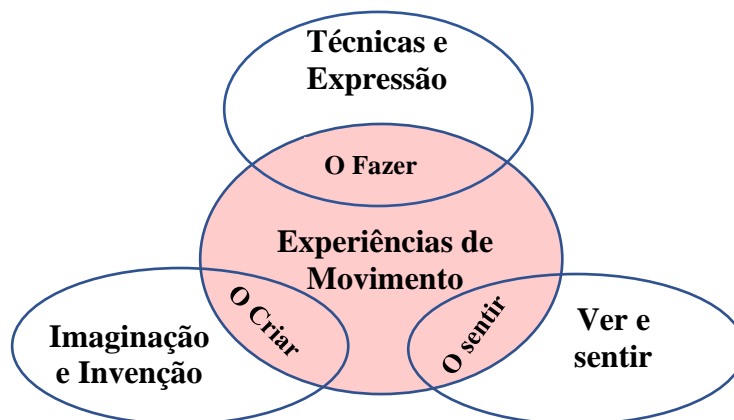 Técnicas e
Expressão
O Fazer
Experiências de
Movimento
O Criar
O sentir
Imaginação
e Invenção
Ver e
sentir